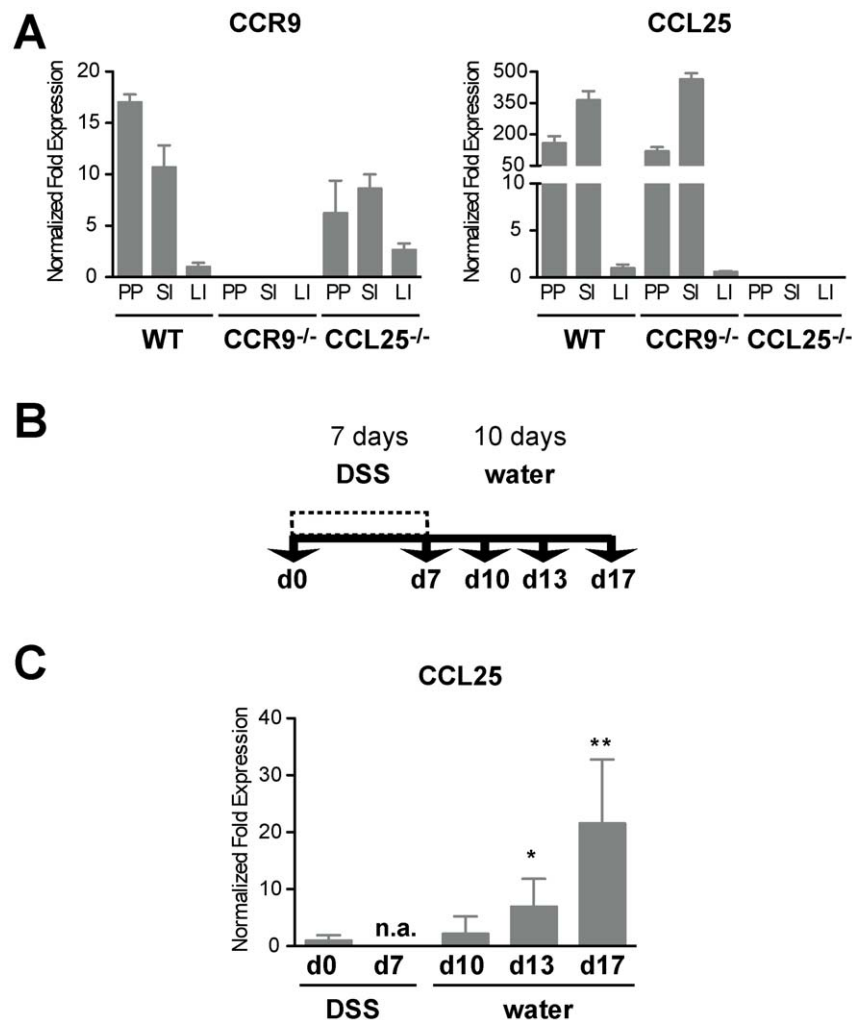 A
CCR9
Normalized Fold Expression
20
15
10
5
0
PP SI LI PP SI LI PP SI LI
WT CCR9-/- CCL25-/-
CCL25
Normalized Fold Expression
500
350
200
50
10
5
0
PP SI LI PP SI LI PP SI LI
WT CCR9-/- CCL25-/-
B
7 days 10 days
DSS water
d0 d7 d10 d13 d17
C
CCL25
Normalized Fold Expression
40
30
20
10
0
n.a.
*
**
d0 d7 d10 d13 d17
DSS water